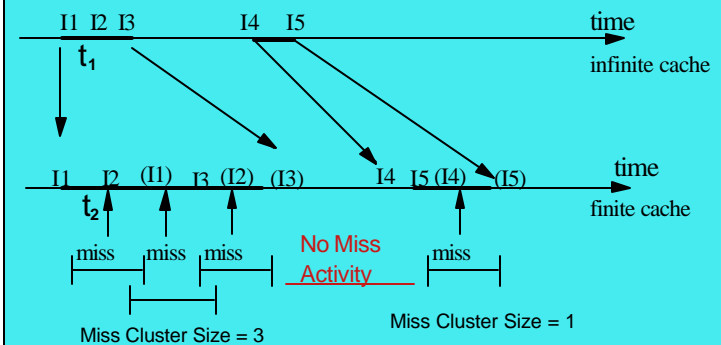 I1 I2 I3 I4 I5 time
t1 infinite cache
I1 I2 (I1) I3 (I2) (I3) I4 I5 (I4) (I5) time
t2 finite cache
miss miss miss No Miss Activity miss
Miss Cluster Size = 3 Miss Cluster Size = 1